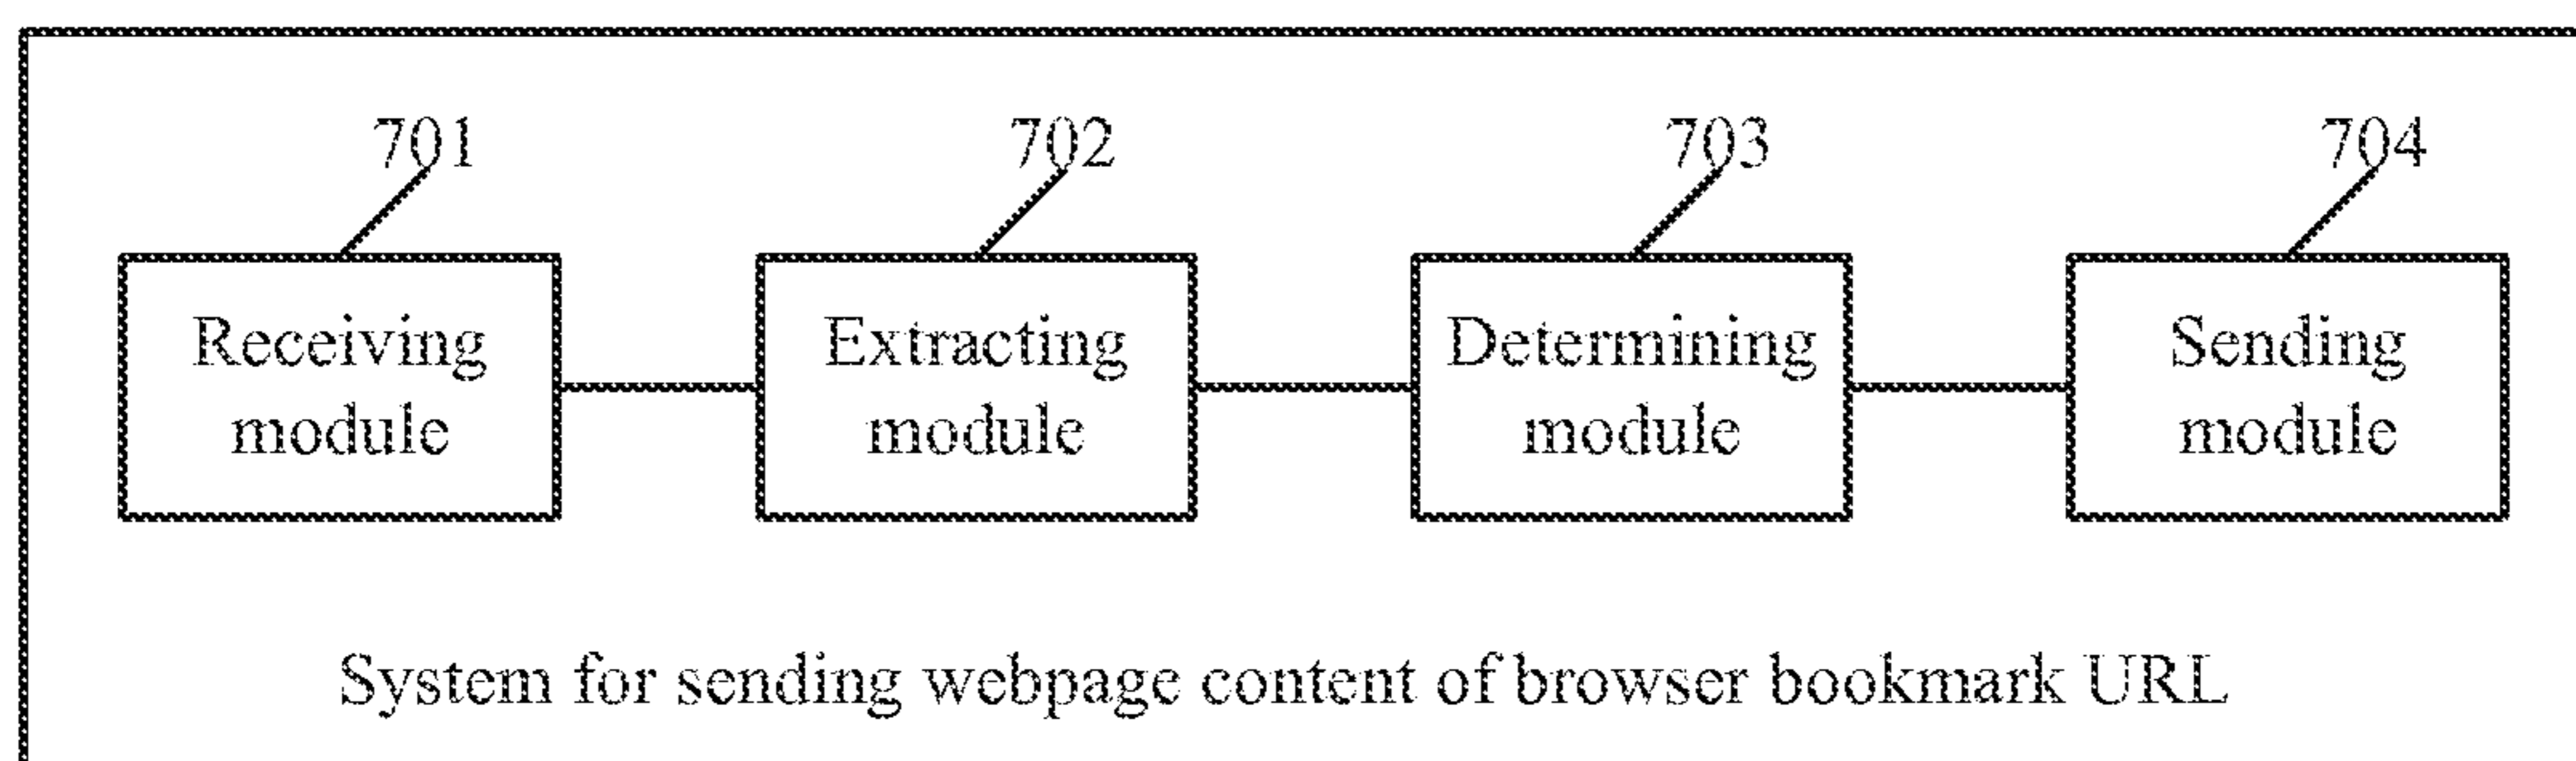 701 702 703 704
Receiving Extracting Determining Sending
module module module module
System for sending webpage content of browser bookmark URL